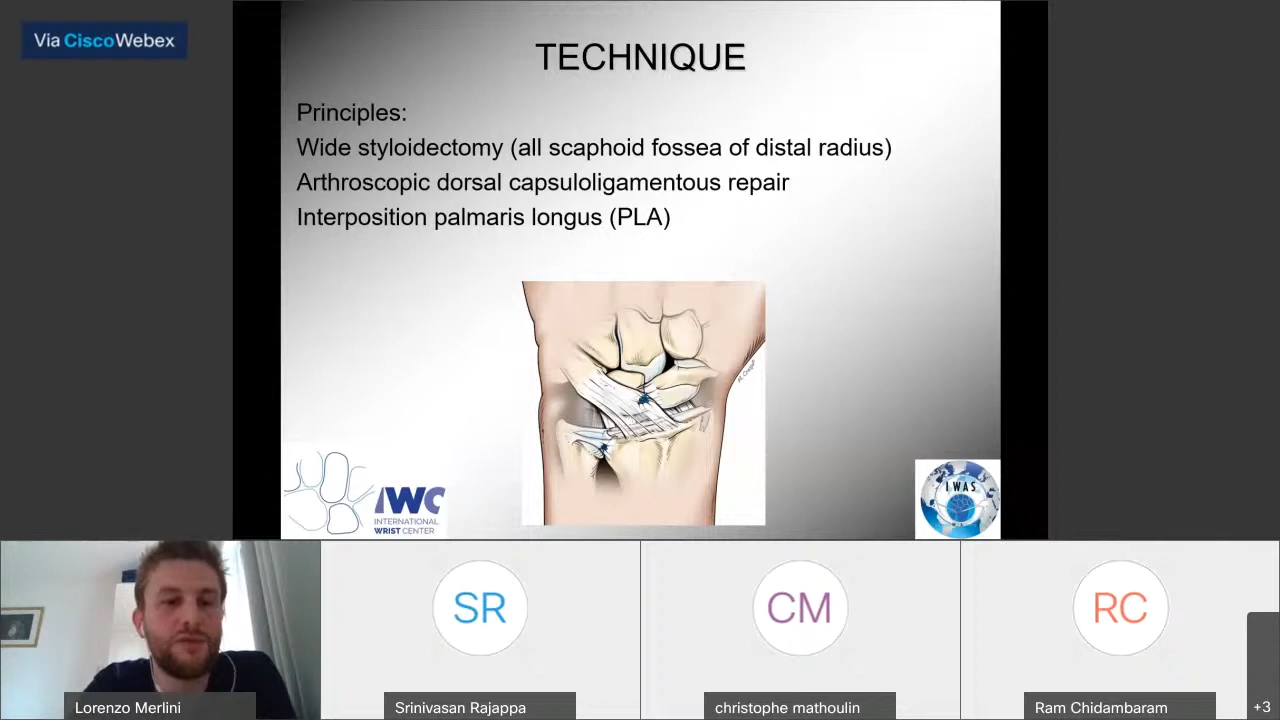 Via CiscoWebex
TECHNIQUE
Principles:
Wide styloidectomy (all scaphoid fossea of distal radius)
Arthroscopic dorsal capsuloligamentous repair
Interposition palmaris longus (PLA)
IWC
INTERNATIONAL
WRIST CENTER
IWAS
SR
CM
RC
Lorenzo Merlini
Srinivasan Rajappa
christophe mathoulin
Ram Chidambaram
+3